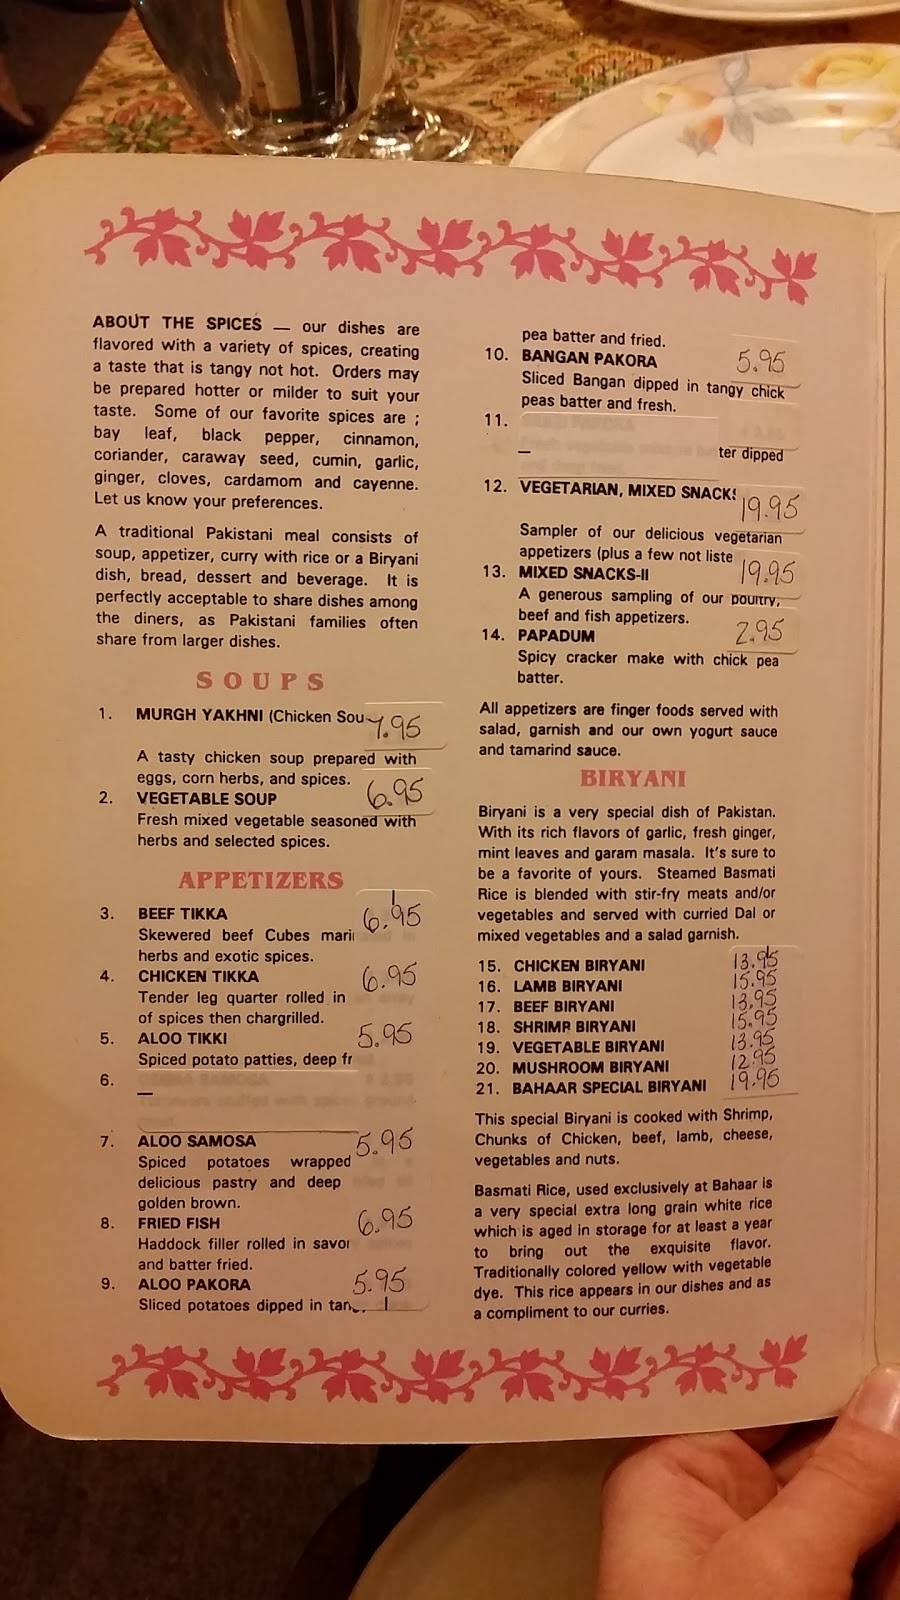 ABOUT THE SPICES — our dishes are
flavored with a variety of spices, creating
a taste that is tangy not hot. Orders may
be prepared hotter or milder to suit your
taste. Some of our favorite spices are ;
bay leaf, black pepper, cinnamon,
coriander, caraway seed, cumin, garlic,
ginger, cloves, cardamom and cayenne.
Let us know your preferences.
A traditional Pakistani meal consists of
soup, appetizer, curry with rice or a Biryani
dish, bread, dessert and beverage. It is
perfectly acceptable to share dishes among
the diners, as Pakistani families often
share from larger dishes.
SOUPS
1. MURGH YAKHNI (Chicken Sou 7.95
A tasty chicken soup prepared with
eggs, corn herbs, and spices.
2. VEGETABLE SOUP 6.95
Fresh mixed vegetable seasoned with
herbs and selected spices.
APPETIZERS
3. BEEF TIKKA 6.95
Skewered beef Cubes mari
herbs and exotic spices.
4. CHICKEN TIKKA 6.95
Tender leg quarter rolled in
of spices then chargrilled.
5. ALOO TIKKI 5.95
Spiced potato patties, deep fr
6.
7. ALOO SAMOSA 5.95
Spiced potatoes wrapped
delicious pastry and deep
golden brown.
8. FRIED FISH 6.95
Haddock filler rolled in savor
and batter fried.
9. ALOO PAKORA 5.95
Sliced potatoes dipped in tan
pea batter and fried.
10. BANGAN PAKORA 5.95
Sliced Bangan dipped in tangy chick
peas batter and fresh.
11.
ter dipped
12. VEGETARIAN, MIXED SNACKS 19.95
Sampler of our delicious vegetarian
appetizers (plus a few not liste
13. MIXED SNACKS-II 19.95
A generous sampling of our poultry,
beef and fish appetizers.
14. PAPADUM 2.95
Spicy cracker make with chick pea
batter.
All appetizers are finger foods served with
salad, garnish and our own yogurt sauce
and tamarind sauce.
BIRYANI
Biryani is a very special dish of Pakistan.
With its rich flavors of garlic, fresh ginger,
mint leaves and garam masala. It's sure to
be a favorite of yours. Steamed Basmati
Rice is blended with stir-fry meats and/or
vegetables and served with curried Dal or
mixed vegetables and a salad garnish.
15. CHICKEN BIRYANI 13.95
16. LAMB BIRYANI 15.95
17. BEEF BIRYANI 13.95
18. SHRIMP BIRYANI 15.95
19. VEGETABLE BIRYANI 13.95
20. MUSHROOM BIRYANI 12.95
21. BAHAAR SPECIAL BIRYANI 19.95
This special Biryani is cooked with Shrimp,
Chunks of Chicken, beef, lamb, cheese,
vegetables and nuts.
Basmati Rice, used exclusively at Bahaar is
a very special extra long grain white rice
which is aged in storage for at least a year
to bring out the exquisite flavor.
Traditionally colored yellow with vegetable
dye. This rice appears in our dishes and as
a compliment to our curries.